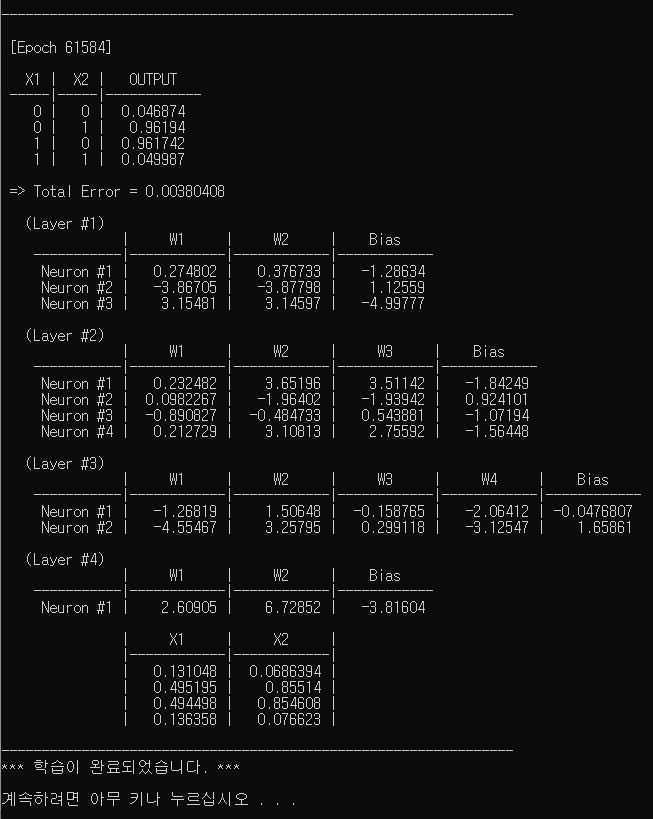 [Epoch 61584]
X1 | X2 | OUTPUT
0 | 0 | 0.046874
0 | 1 | 0.96194
1 | 0 | 0.961742
1 | 1 | 0.049987
=> Total Error = 0.00380408
(Layer #1)
| W1 | W2 | Bias
Neuron #1 | 0.274802 | 0.376733 | -1.28634
Neuron #2 | -3.86705 | -3.87798 | 1.12559
Neuron #3 | 3.15481 | 3.14597 | -4.99777
(Layer #2)
| W1 | W2 | W3 | Bias
Neuron #1 | 0.232482 | 3.65196 | 3.51142 | -1.84249
Neuron #2 | 0.0982267 | -1.96402 | -1.93942 | 0.924101
Neuron #3 | -0.890827 | -0.484733 | 0.543881 | -1.07194
Neuron #4 | 0.212729 | 3.10813 | 2.75592 | -1.56448
(Layer #3)
| W1 | W2 | W3 | W4 | Bias
Neuron #1 | -1.26819 | 1.50648 | -0.158765 | -2.06412 | -0.0476807
Neuron #2 | -4.55467 | 3.25795 | 0.299118 | -3.12547 | 1.65861
(Layer #4)
| W1 | W2 | Bias
Neuron #1 | 2.60905 | 6.72852 | -3.81604
| X1 | X2 |
| 0.131048 | 0.0686394 |
| 0.495195 | 0.85514 |
| 0.494498 | 0.854608 |
| 0.136358 | 0.076623 |
*** 학습이 완료되었습니다. ***
계속하려면 아무 키나 누르십시오 . . .